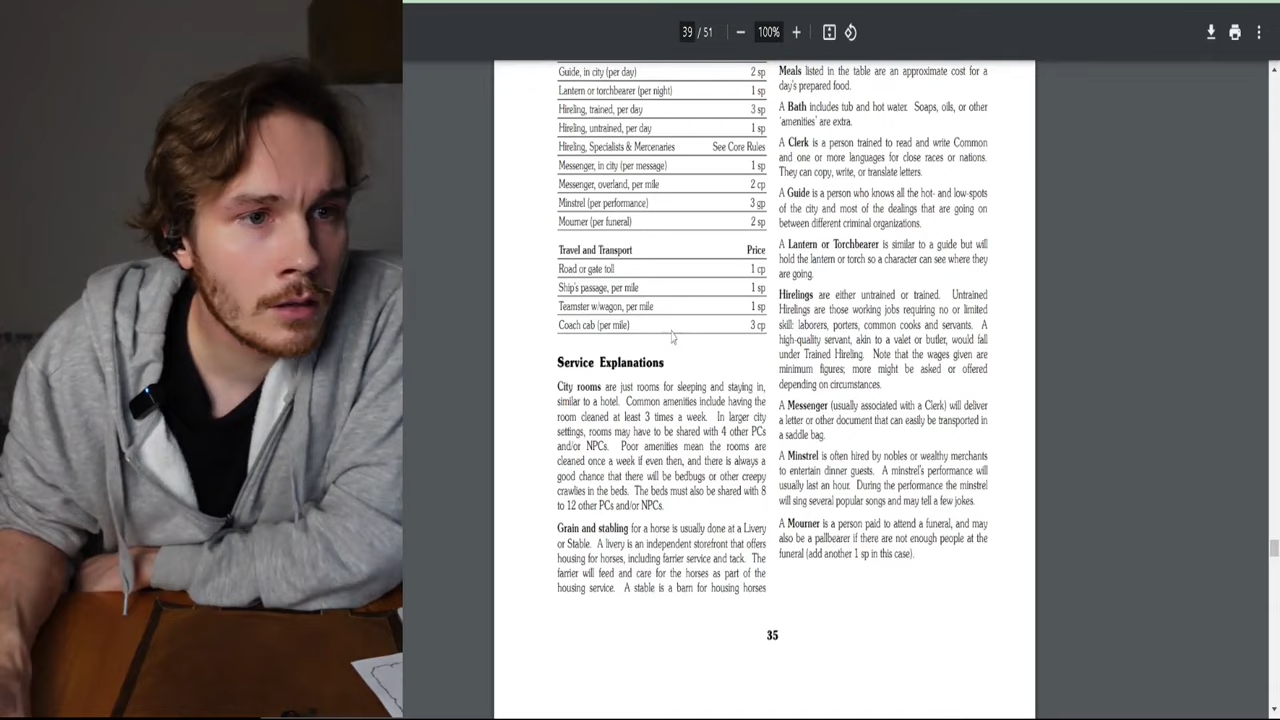 39 / 51 100%
Guide, in city (per day) 2 sp
Lantern or torchbearer (per night) 1 sp
Hireling, trained, per day 3 sp
Hireling, untrained, per day 1 sp
Hireling, Specialists & Mercenaries See Core Rules
Messenger, in city (per message) 1 sp
Messenger, overland, per mile 2 cp
Minstrel (per performance) 3 gp
Mourner (per funeral) 2 sp
Travel and Transport Price
Road or gate toll 1 cp
Ship's passage, per mile 1 sp
Teamster w/wagon, per mile 1 sp
Coach cab (per mile) 3 cp
Service Explanations
City rooms are just rooms for sleeping and staying in,
similar to a hotel. Common amenities include having the
room cleaned at least 3 times a week. In larger city
settings, rooms may have to be shared with 4 other PCs
and/or NPCs. Poor amenities mean the rooms are
cleaned once a week if even then, and there is always a
good chance that there will be bedbugs or other creepy
crawlies in the beds. The beds must also be shared with 8
to 12 other PCs and/or NPCs.
Grain and stabling for a horse is usually done at a Livery
or Stable. A livery is an independent storefront that offers
housing for horses, including farrier service and tack. The
farrier will feed and care for the horses as part of the
housing service. A stable is a barn for housing horses
Meals listed in the table are an approximate cost for a
day's prepared food.
A Bath includes tub and hot water. Soaps, oils, or other
'amenities' are extra.
A Clerk is a person trained to read and write Common
and one or more languages for close races or nations.
They can copy, write, or translate letters.
A Guide is a person who knows all the hot- and low-spots
of the city and most of the dealings that are going on
between different criminal organizations.
A Lantern or Torchbearer is similar to a guide but will
hold the lantern or torch so a character can see where they
are going.
Hirelings are either untrained or trained. Untrained
Hirelings are those working jobs requiring no or limited
skill: laborers, porters, common cooks and servants. A
high-quality servant, akin to a valet or butler, would fall
under Trained Hireling. Note that the wages given are
minimum figures; more might be asked or offered
depending on circumstances.
A Messenger (usually associated with a Clerk) will deliver
a letter or other document that can easily be transported in
a saddle bag.
A Minstrel is often hired by nobles or wealthy merchants
to entertain dinner guests. A minstrel's performance will
usually last an hour. During the performance the minstrel
will sing several popular songs and may tell a few jokes.
A Mourner is a person paid to attend a funeral, and may
also be a pallbearer if there are not enough people at the
funeral (add another 1 sp in this case).
35